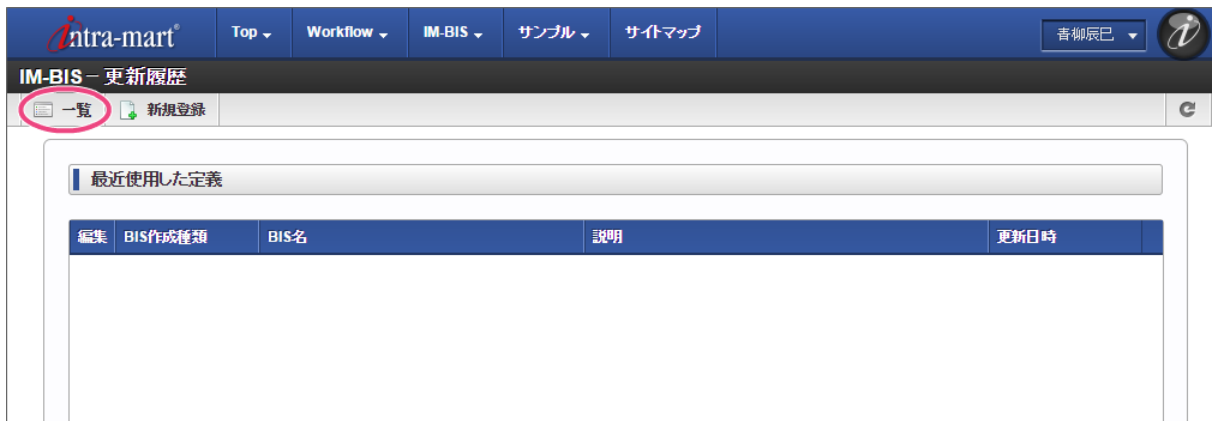 intra-mart® Top Workflow IM-BIS サンプル サイトマップ 青柳辰巳
IM-BIS－更新履歴
一覧 新規登録
最近使用した定義
編集 BIS作成種類 BIS名 説明 更新日時